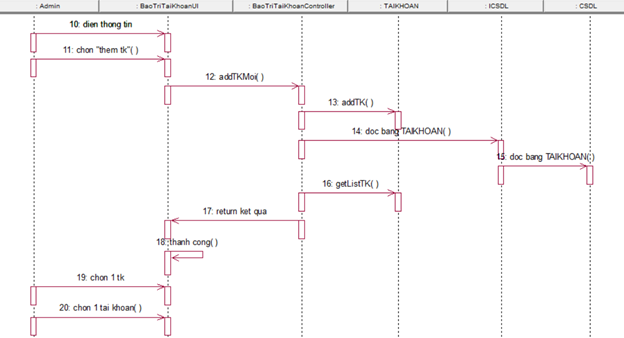 : Admin
: BaoTriTaiKhoanUI
: BaoTriTaiKhoanController
: TAIKHOAN
: ICSDL
: CSDL
10: dien thong tin
11: chon "them tk"( )
12: addTKMoi( )
13: addTK( )
14: doc bang TAIKHOAN( )
15: doc bang TAIKHOAN( )
16: getListTK( )
17: return ket qua
18: thanh cong( )
19: chon 1 tk
20: chon 1 tai khoan( )